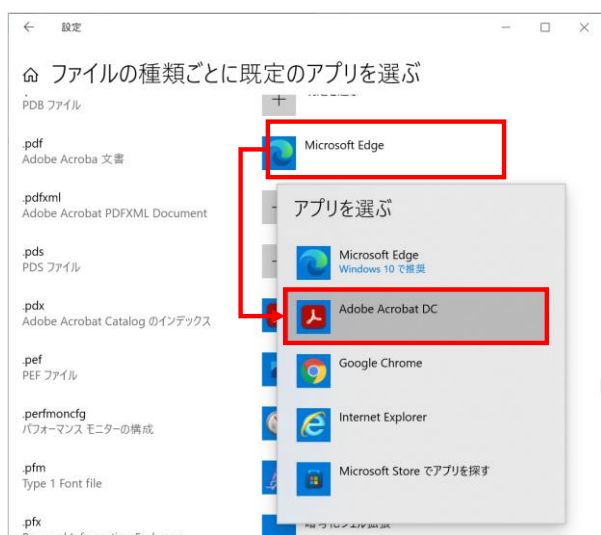 設定
ファイルの種類ごとに既定のアプリを選ぶ
PDB ファイル
.pdf
Adobe Acroba 文書
Microsoft Edge
.pdfxml
Adobe Acrobat PDFXML Document
.pds
PDS ファイル
.pdx
Adobe Acrobat Catalog のインデックス
.pef
PEF ファイル
.perfmoncfg
パフォーマンス モニターの構成
.pfm
Type 1 Font file
.pfx
アプリを選ぶ
Microsoft Edge
Windows 10 で推奨
Adobe Acrobat DC
Google Chrome
Internet Explorer
Microsoft Store でアプリを探す